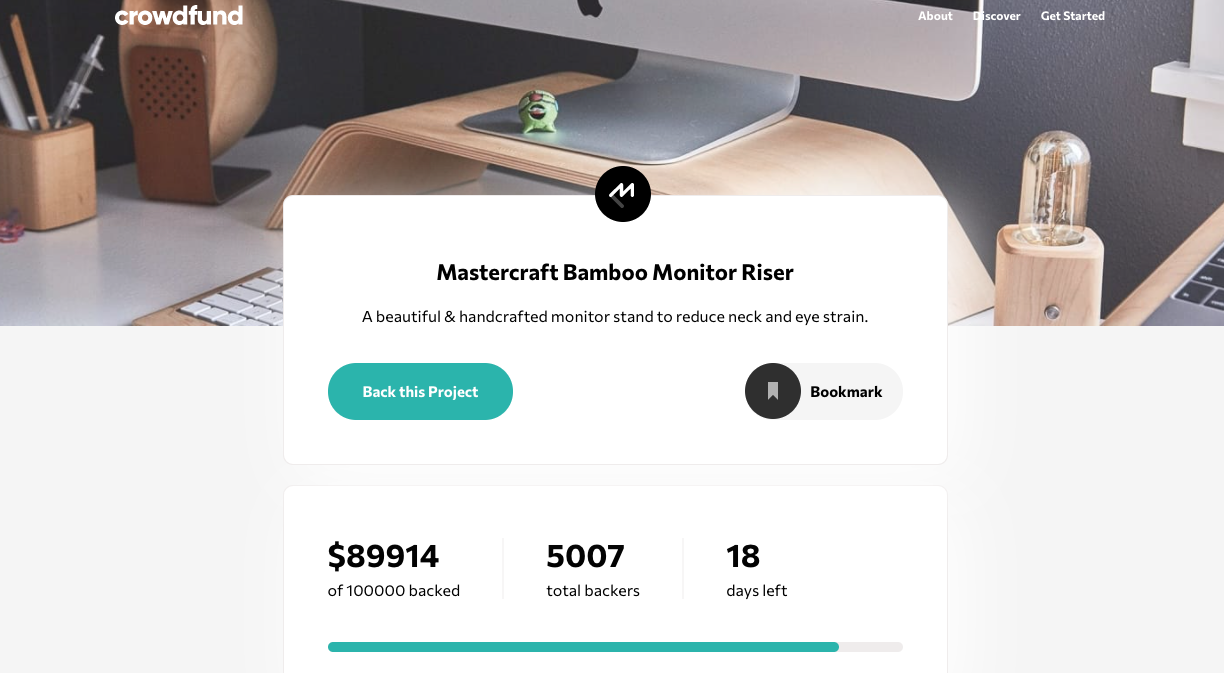 crowdfund
About Discover Get Started
Mastercraft Bamboo Monitor Riser
A beautiful & handcrafted monitor stand to reduce neck and eye strain.
Back this Project
Bookmark
$89914 5007 18
of 100000 backed total backers days left